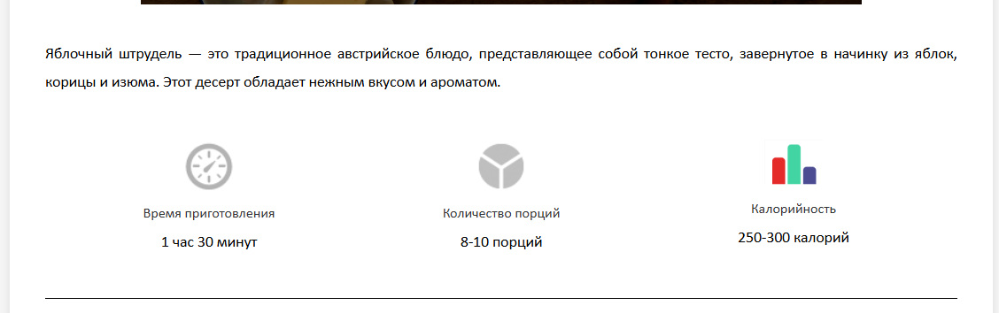 Яблочный штрудель — это традиционное австрийское блюдо, представляющее собой тонкое тесто, завернутое в начинку из яблок,
корицы и изюма. Этот десерт обладает нежным вкусом и ароматом.
Время приготовления
1 час 30 минут
Количество порций
8-10 порций
Калорийность
250-300 калорий